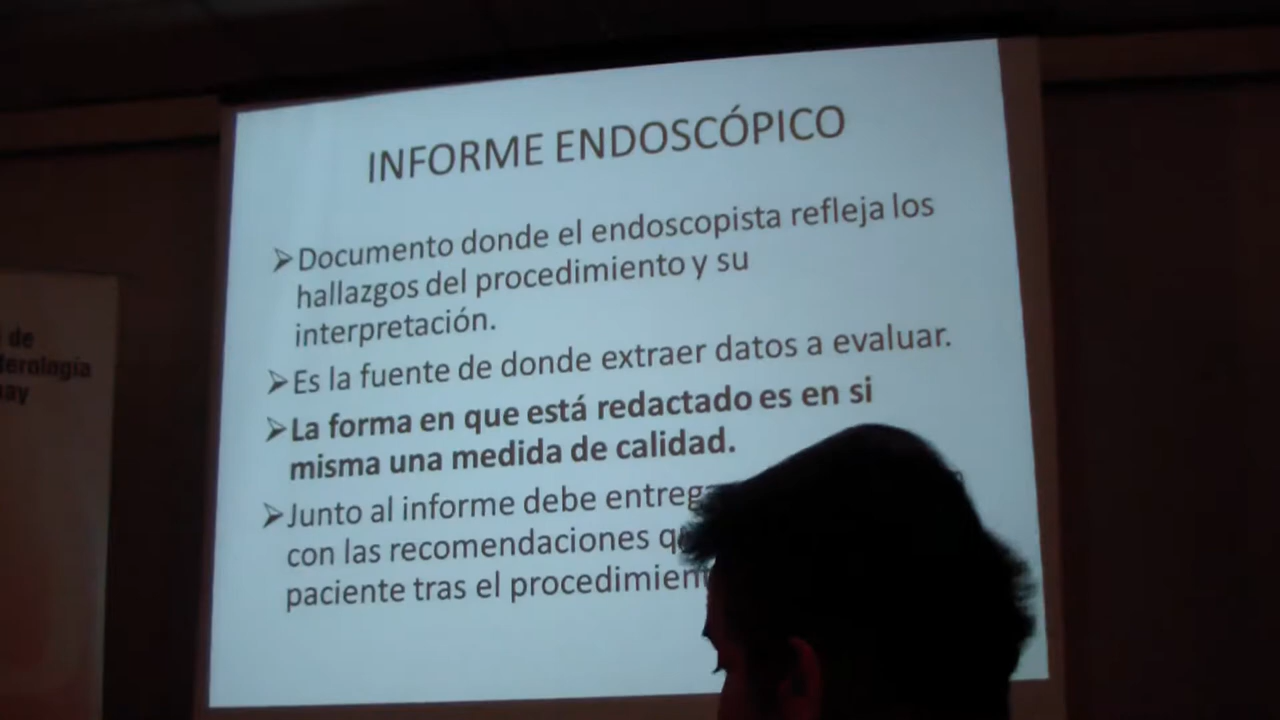 INFORME ENDOSCÓPICO
➢Documento donde el endoscopista refleja los
hallazgos del procedimiento y su
interpretación.
➢Es la fuente de donde extraer datos a evaluar.
➢La forma en que está redactado es en si
misma una medida de calidad.
➢Junto al informe debe
con las recomendaciones
paciente tras el
de